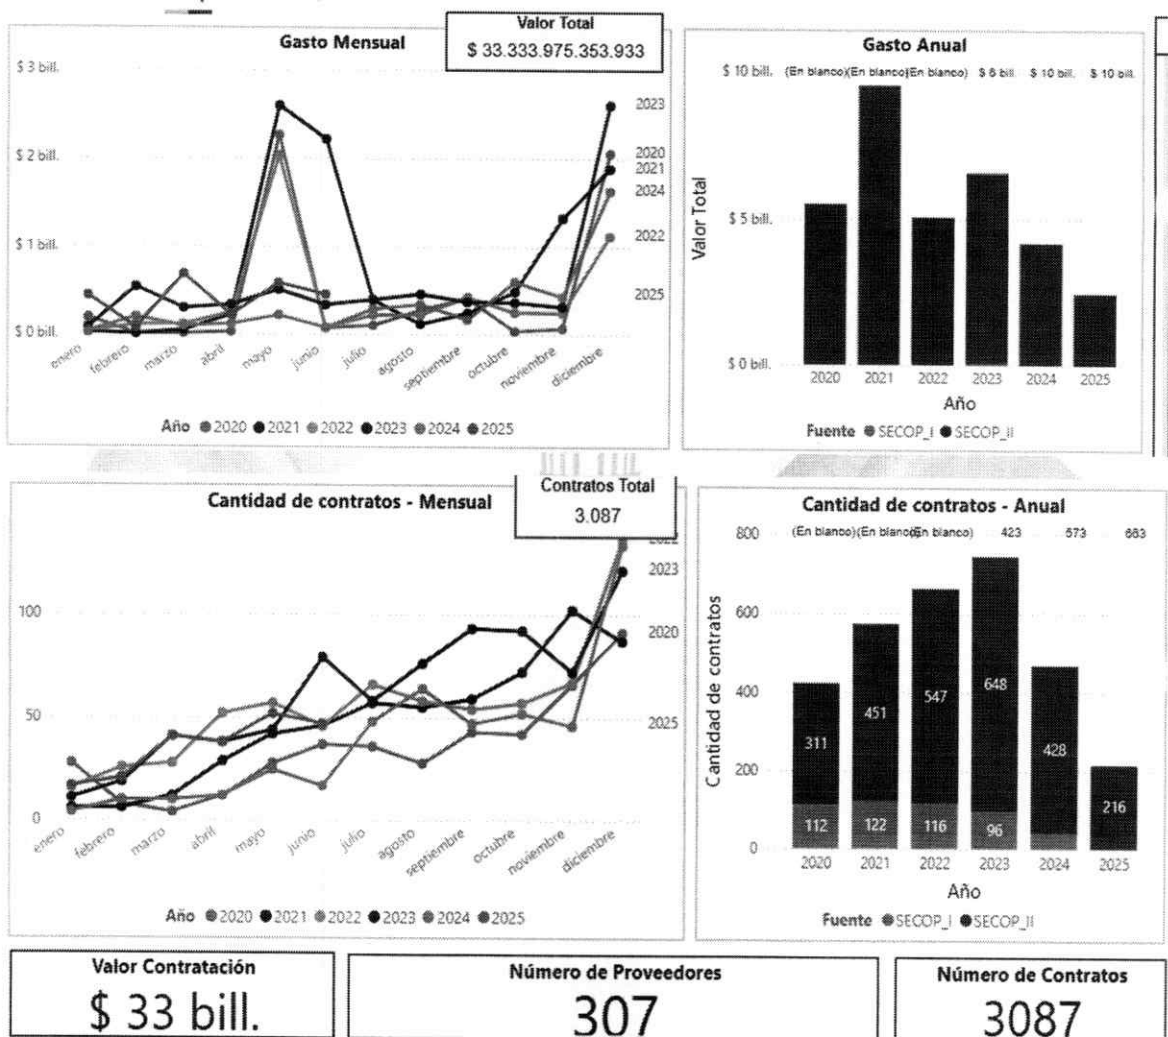 Gasto Mensual
Valor Total
$ 33.333.975.353.933
$ 3 bill.
$ 2 bill.
$ 1 bill.
$ 0 bill.
2023
2020
2021
2024
2022
2025
enero
febrero
marzo
abril
mayo
junio
julio
agosto
septiembre
octubre
noviembre
diciembre
Año 2020 2021 2022 2023 2024 2025
Gasto Anual
$ 10 bill. (En blanco) (En blanco) (En blanco) $ 6 bill. $ 10 bill. $ 10 bill.
$ 5 bill.
$ 0 bill.
Valor Total
2020 2021 2022 2023 2024 2025
Año
Fuente SECOP_I SECOP_II
Cantidad de contratos - Mensual
Contratos Total
3.087
100
50
0
2022
2023
2020
2025
enero
febrero
marzo
abril
mayo
junio
julio
agosto
septiembre
octubre
noviembre
diciembre
Año 2020 2021 2022 2023 2024 2025
Cantidad de contratos - Anual
800 (En blanco) (En blanco) (En blanco) 423 573 663
600
400
200
0
Cantidad de contratos
311 451 547 648 428 216
112 122 116 96
2020 2021 2022 2023 2024 2025
Año
Fuente SECOP_I SECOP_II
Valor Contratación
$ 33 bill.
Número de Proveedores
307
Número de Contratos
3087